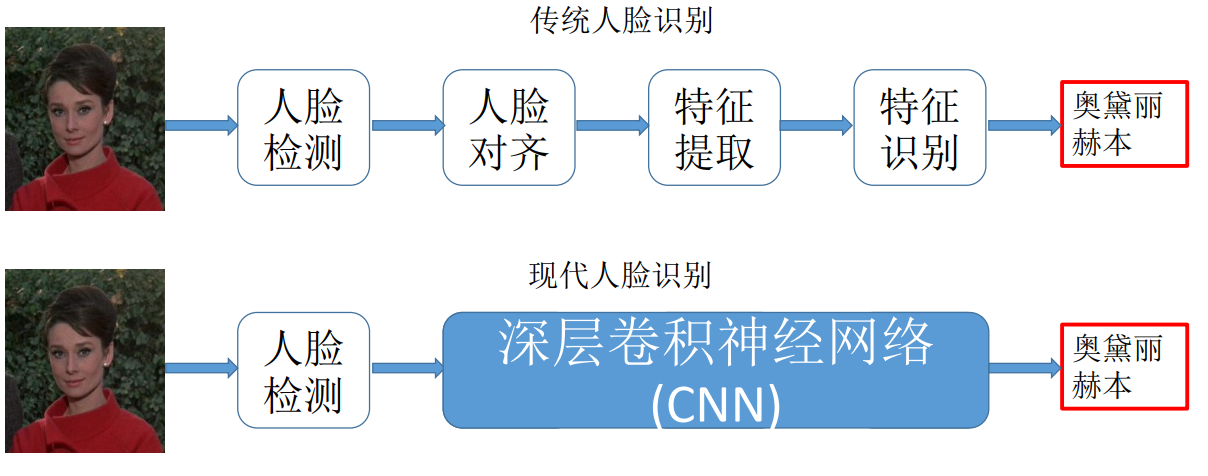 传统人脸识别
人脸
检测
人脸
对齐
特征
提取
特征
识别
奥黛丽
赫本
现代人脸识别
人脸
检测
深层卷积神经网络
(CNN)
奥黛丽
赫本